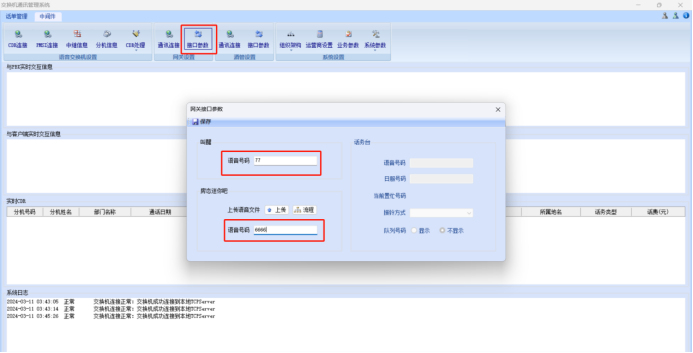 交换机通讯管理系统
话单管理 中间件
CDR连接 PMSI连接 中继信息 分机信息 CDR处理 通讯连接 接口参数 通讯连接 接口参数 组织架构 运营商设置 业务参数 系统参数
语音交换机设置 网关设置 酒管设置 系统设置
与PBX实时交互信息
网关接口参数
保存
叫醒 话务台
语音号码 77 语音号码
与客户端实时交互信息
日期号码
房态迷你吧 当前置忙号码
实时CDR
上传语音文件 上传 流程 接听方式
分机号码 分机姓名 部门名称 通话日期 所属地名 话务类型 话费(元)
语音号码 6666 队列号码 显示 不显示
系统日志
2024-03-11 03:43:05 正常 交换机连接正常: 交换机成功连接到本地TCPServer
2024-03-11 03:43:14 正常 交换机连接正常: 交换机成功连接到本地TCPServer
2024-03-11 03:45:26 正常 交换机连接正常: 交换机成功连接到本地TCPServer